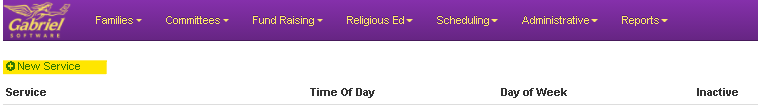 Gabriel
SOFTWARE
Families Committees Fund Raising Religious Ed Scheduling Administrative Reports
New Service
Service Time Of Day Day of Week Inactive